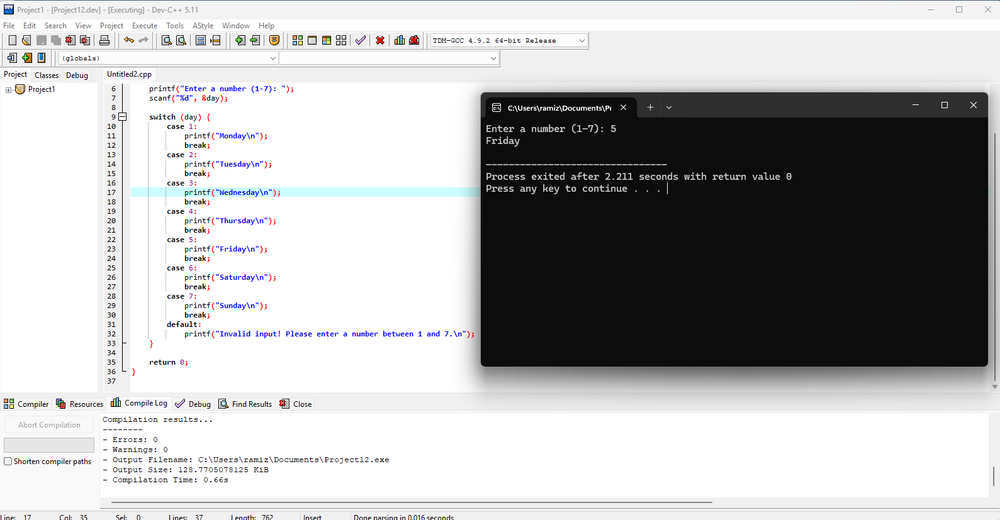 Project1 - [Project12.dev] - [Executing] - Dev-C++ 5.11
File Edit Search View Project Execute Tools AStyle Window Help
TDM-GCC 4.9.2 64-bit Release
(globals)
Project Classes Debug
Untitled2.cpp
Project1
6 printf("Enter a number (1-7): ");
7 scanf("%d", &day);
8
9 switch (day) {
10 case 1:
11 printf("Monday\n");
12 break;
13 case 2:
14 printf("Tuesday\n");
15 break;
16 case 3:
17 printf("Wednesday\n");
18 break;
19 case 4:
20 printf("Thursday\n");
21 break;
22 case 5:
23 printf("Friday\n");
24 break;
25 case 6:
26 printf("Saturday\n");
27 break;
28 case 7:
29 printf("Sunday\n");
30 break;
31 default:
32 printf("Invalid input! Please enter a number between 1 and 7.\n");
33 }
34
35 return 0;
36 }
37
C:\Users\ramiz\Documents\Pr
Enter a number (1-7): 5
Friday
--------------------------------
Process exited after 2.211 seconds with return value 0
Press any key to continue . . .
Compiler Resources Compile Log Debug Find Results Close
Abort Compilation
Shorten compiler paths
Compilation results...
--------
- Errors: 0
- Warnings: 0
- Output Filename: C:\Users\ramiz\Documents\Project12.exe
- Output Size: 128.7705078125 KiB
- Compilation Time: 0.66s
Line: 17 Col: 35 Sel: 0 Lines: 37 Length: 762 Insert Done parsing in 0.016 seconds